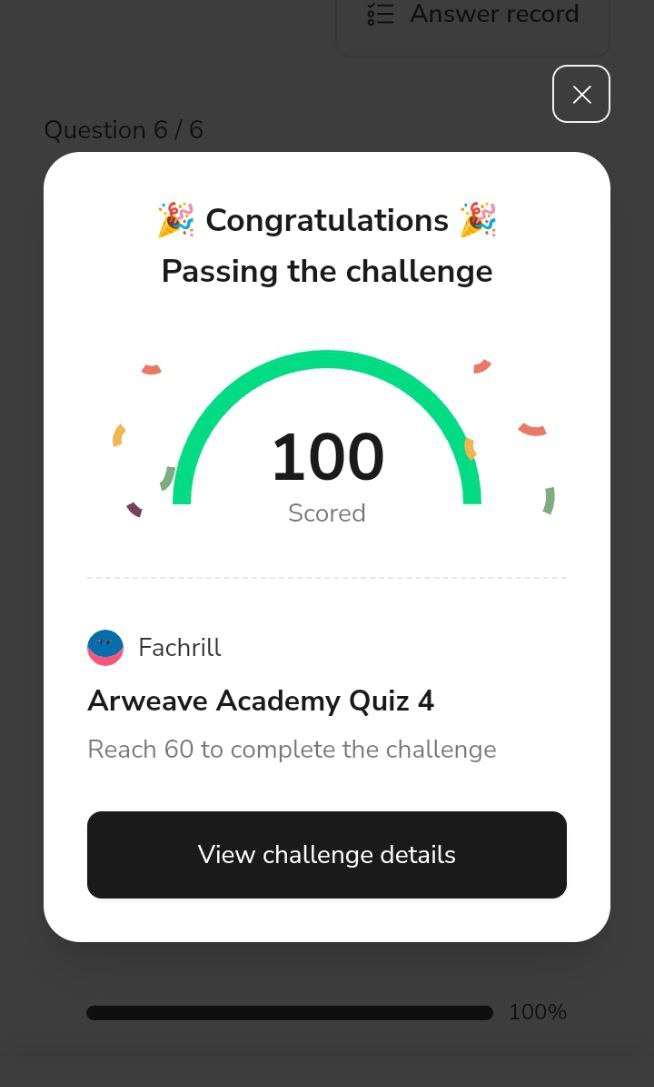 Answer record
Question 6 / 6
🎉 Congratulations 🎉
Passing the challenge
100
Scored
Fachrill
Arweave Academy Quiz 4
Reach 60 to complete the challenge
View challenge details
100%